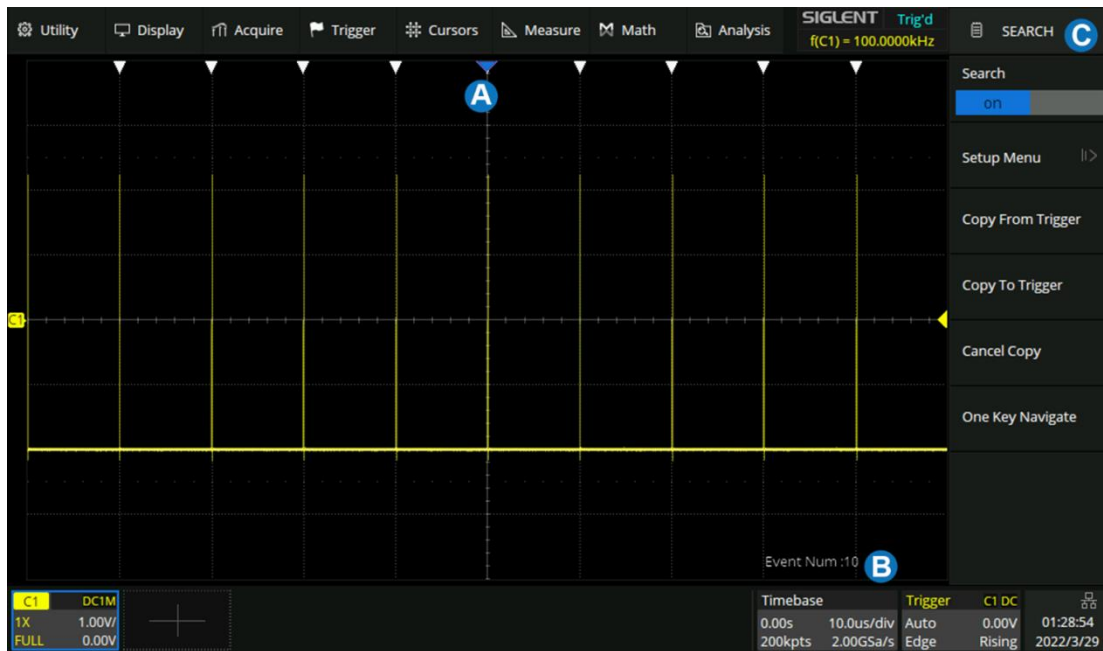 Utility Display Acquire Trigger Cursors Measure Math Analysis
SIGLENT Trig'd
f(C1) = 100.0000kHz
SEARCH C
Search
on
Setup Menu
Copy From Trigger
Copy To Trigger
Cancel Copy
One Key Navigate
A
C1
Event Num :10 B
C1 DC1M
1X 1.00V/
FULL 0.00V
Timebase
0.00s 10.0us/div
200kpts 2.00GSa/s
Trigger C1 DC
Auto 0.00V
Edge Rising
01:28:54
2022/3/29